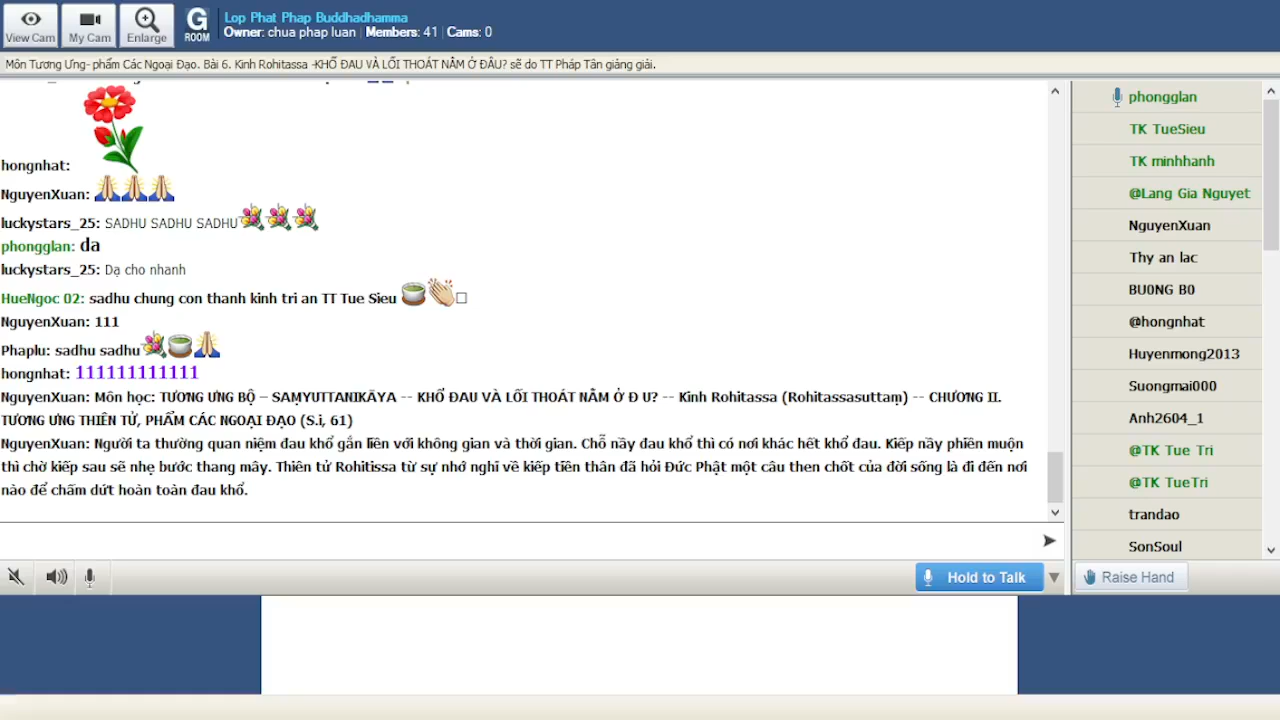 View Cam
My Cam
Enlarge
G
ROOM
Lop Phat Phap Buddhadhamma
Owner: chua phap luan | Members: 41 | Cams: 0
Môn Tương Ưng- phẩm Các Ngoại Đạo. Bài 6. Kinh Rohitassa -KHỔ ĐAU VÀ LỐI THOÁT NẰM Ở ĐÂU? sẽ do TT Pháp Tân giảng giải.
hongnhat:
NguyenXuan:
luckystars_25: SADHU SADHU SADHU
phongglan: da
luckystars_25: Dạ cho nhanh
HueNgoc 02: sadhu chung con thanh kinh tri an TT Tue Sieu
NguyenXuan: 111
Phaplu: sadhu sadhu
hongnhat: 111111111111
NguyenXuan: Môn học: TƯƠNG ƯNG BỘ – SAṂYUTTANIKĀYA -- KHỔ ĐAU VÀ LỐI THOÁT NẰM Ở Đ U? -- Kinh Rohitassa (Rohitassasuttaṃ) -- CHƯƠNG II.
TƯƠNG ƯNG THIÊN TỬ, PHẨM CÁC NGOẠI ĐẠO (S.i, 61)
NguyenXuan: Người ta thường quan niệm đau khổ gắn liền với không gian và thời gian. Chỗ nầy đau khổ thì có nơi khác hết khổ đau. Kiếp nầy phiền muộn
thì chờ kiếp sau sẽ nhẹ bước thang mây. Thiên tử Rohitissa từ sự nhớ nghĩ về kiếp tiền thân đã hỏi Đức Phật một câu then chốt của đời sống là đi đến nơi
nào để chấm dứt hoàn toàn đau khổ.
Hold to Talk
phongglan
TK TueSieu
TK minhhanh
@Lang Gia Nguyet
NguyenXuan
Thy an lac
BU0NG B0
@hongnhat
Huyenmong2013
Suongmai000
Anh2604_1
@TK Tue Tri
@TK TueTri
trandao
SonSoul
Raise Hand